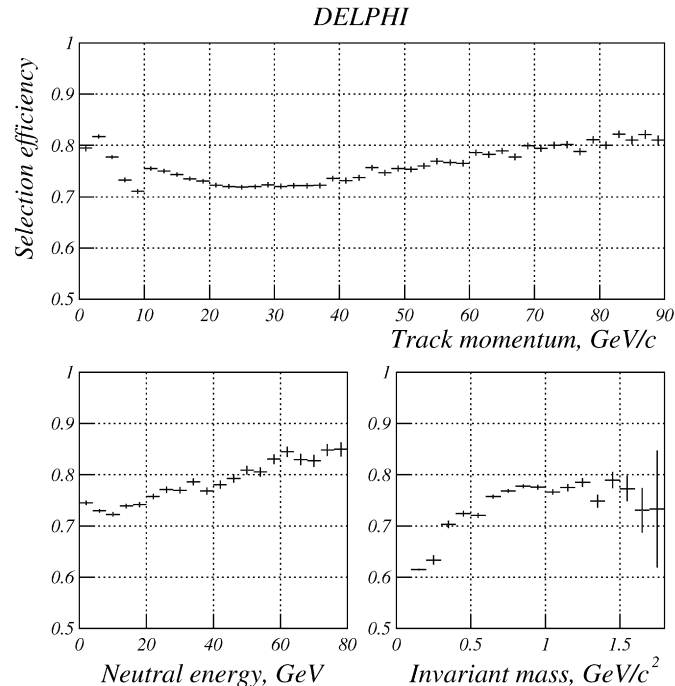 DELPHI
Selection efficiency
1
0.9
0.8
0.7
0.6
0.5
0 10 20 30 40 50 60 70 80 90
Track momentum, GeV/c
1
0.9
0.8
0.7
0.6
0.5
0 20 40 60 80
Neutral energy, GeV
1
0.9
0.8
0.7
0.6
0.5
0 0.5 1 1.5
Invariant mass, GeV/c²